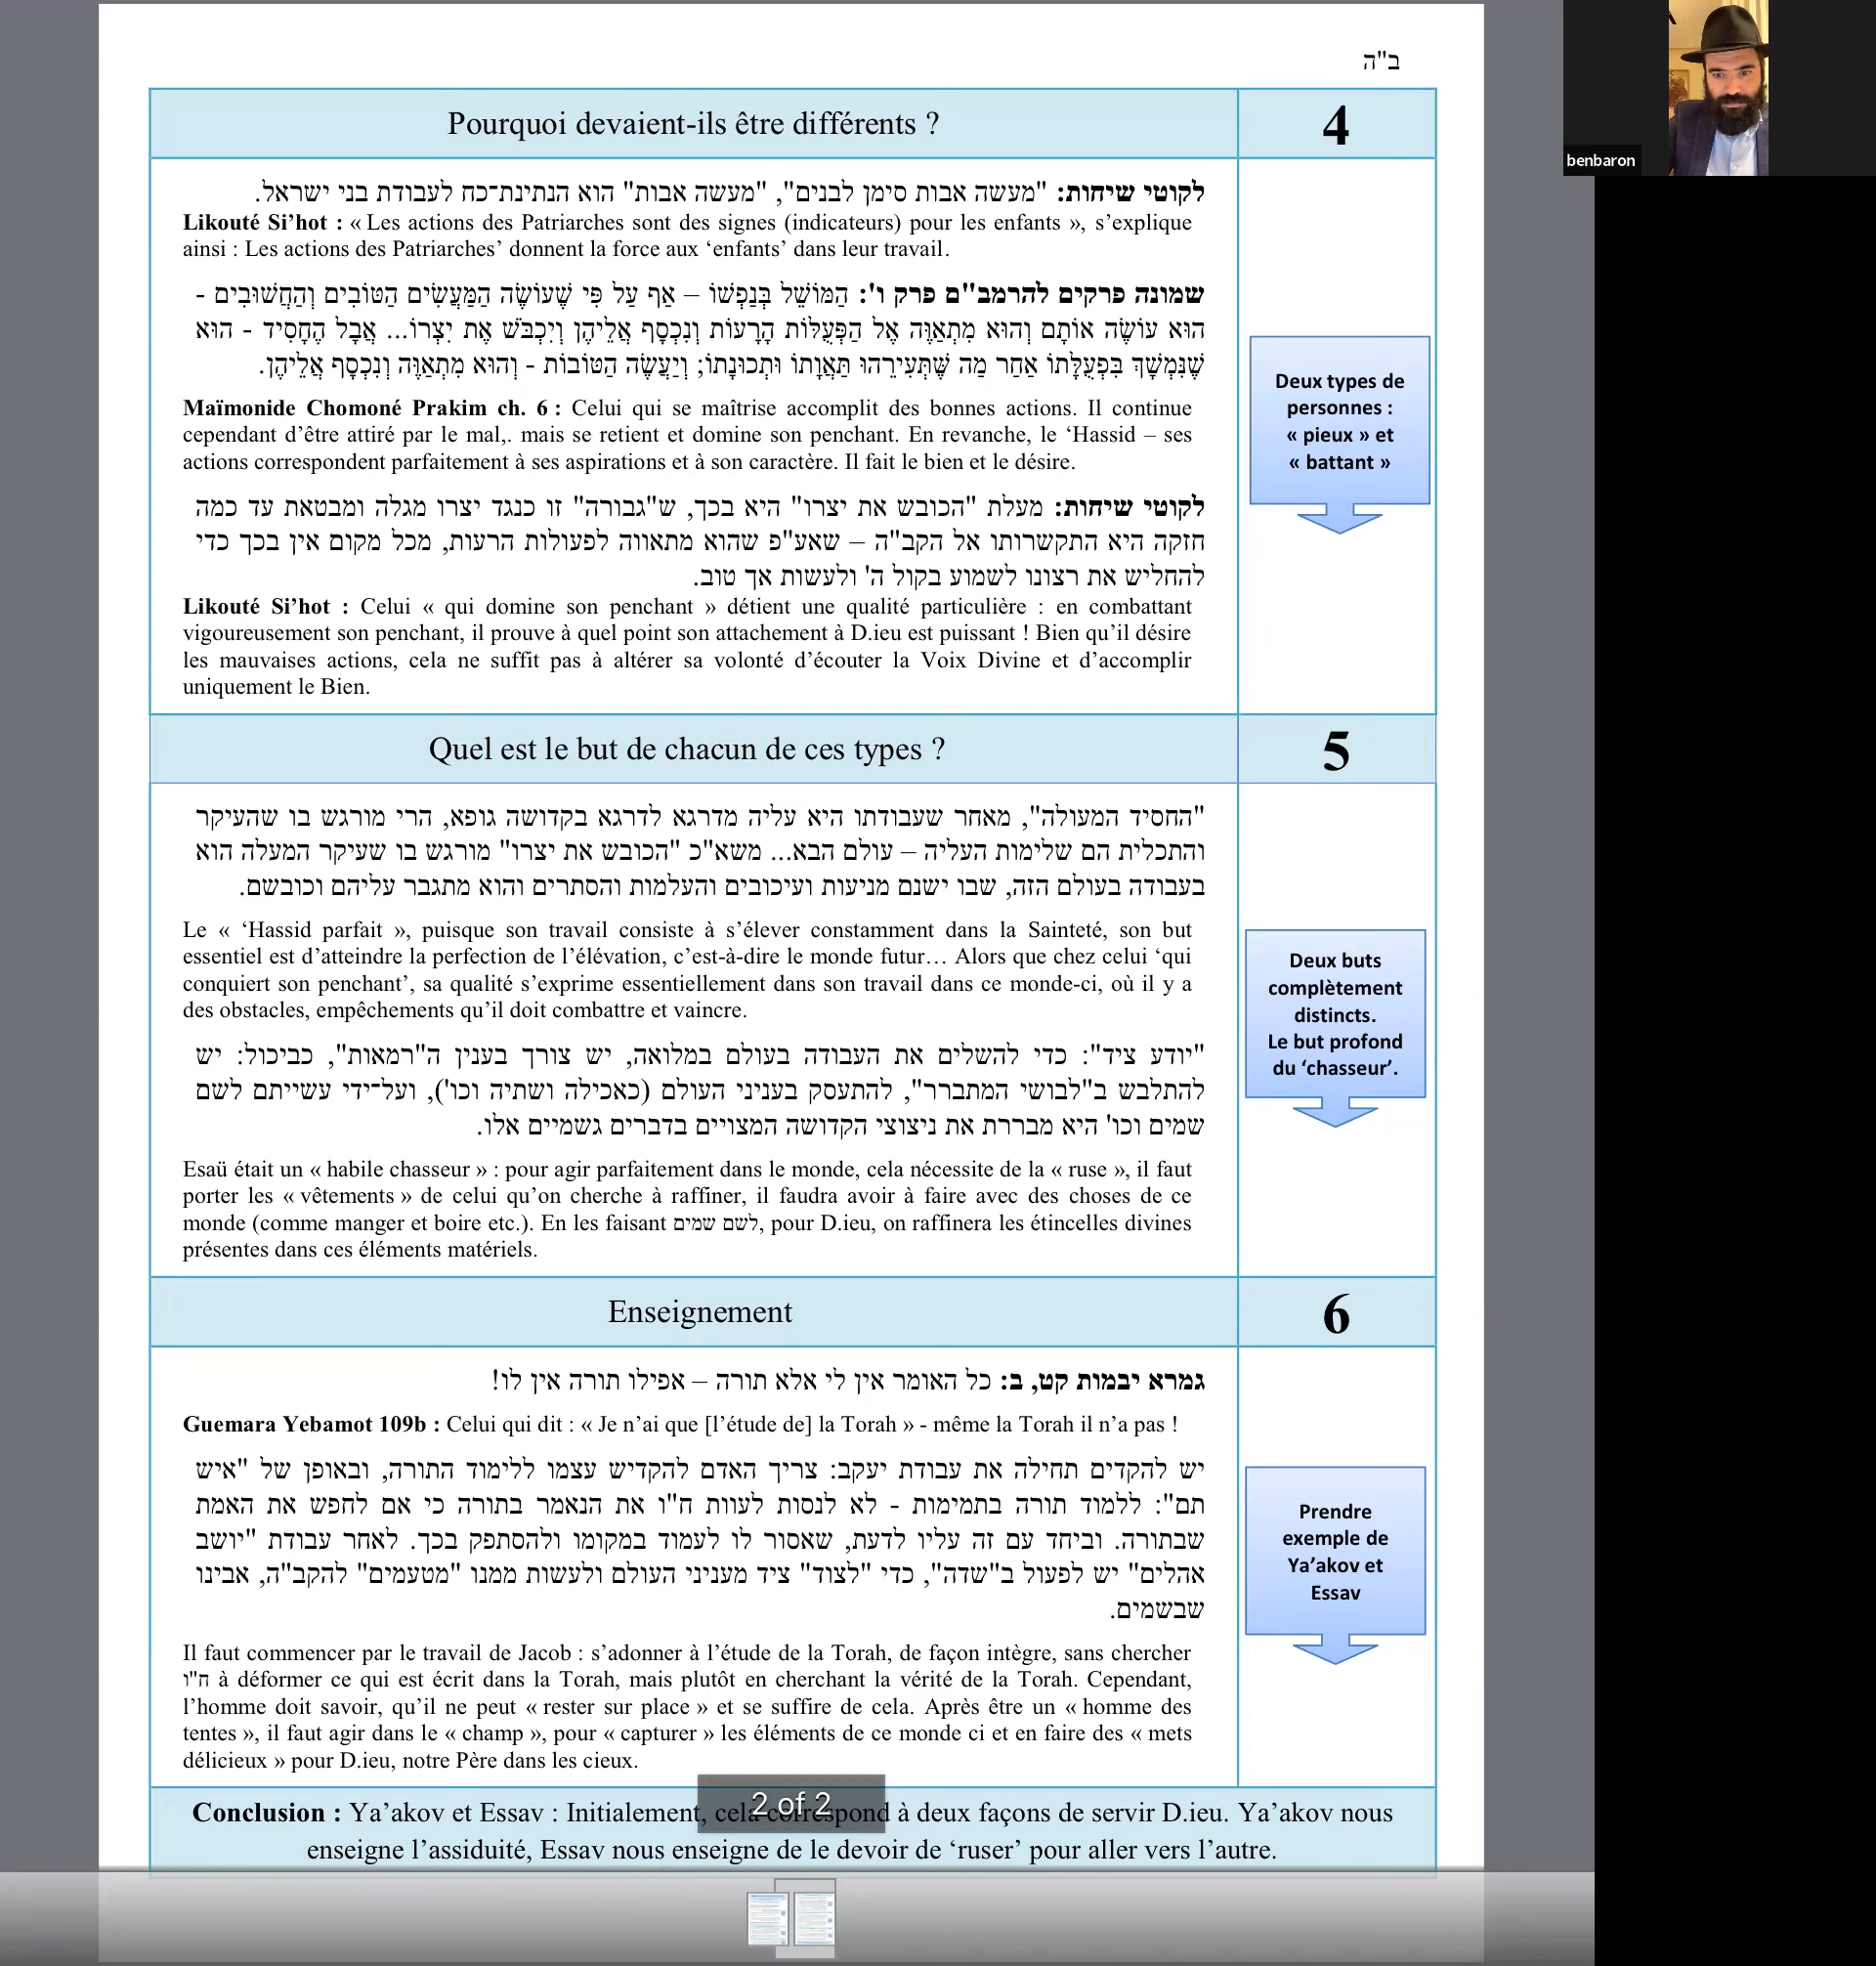 ב"ה
Pourquoi devaient-ils être différents ?
4
לקוטי שיחות: "מעשה אבות סימן לבנים", "מעשה אבות" הוא הנתינת־כח לעבודת בני ישראל.
Likouté Si’hot : « Les actions des Patriarches sont des signes (indicateurs) pour les enfants », s’explique
ainsi : Les actions des Patriarches’ donnent la force aux ‘enfants’ dans leur travail.
שמונה פרקים להרמב"ם פרק ו': הַמּוֹשֵׁל בְּנַפְשׁוֹ – אַף עַל פִּי שֶׁעוֹשֶׂה הַמַּעֲשִׂים הַטּוֹבִים וְהַחֲשׁוּבִים -
הוּא עוֹשֶׂה אוֹתָם וְהוּא מִתְאַוֶּה אֶל הַפְּעֻלּוֹת הָרָעוֹת וְנִכְסָף אֲלֵיהֶן וְיִכְבֹּשׁ אֶת יִצְרוֹ... אֲבָל הֶחָסִיד - הוּא
שֶׁנִּמְשָׁךְ בִּפְעֻלָּתוֹ אַחַר מַה שֶּׁתְּעִירֵהוּ תַּאֲוָתוֹ וּתְכוּנָתוֹ; וְיַעֲשֶׂה הַטּוֹבוֹת - וְהוּא מִתְאַוֶּה וְנִכְסָף אֲלֵיהֶן.
Maïmonide Chomoné Prakim ch. 6 : Celui qui se maîtrise accomplit des bonnes actions. Il continue
cependant d’être attiré par le mal,. mais se retient et domine son penchant. En revanche, le ‘Hassid – ses
actions correspondent parfaitement à ses aspirations et à son caractère. Il fait le bien et le désire.
לקוטי שיחות: מעלת "הכובש את יצרו" היא בכך, ש"גבורה" זו כנגד יצרו מגלה ומבטאת עד כמה
חזקה היא התקשרותו אל הקב"ה – שאע"פ שהוא מתאווה לפעולות הרעות, מכל מקום אין בכך כדי
להחליש את רצונו לשמוע בקול ה' ולעשות אך טוב.
Likouté Si’hot : Celui « qui domine son penchant » détient une qualité particulière : en combattant
vigoureusement son penchant, il prouve à quel point son attachement à D.ieu est puissant ! Bien qu’il désire
les mauvaises actions, cela ne suffit pas à altérer sa volonté d’écouter la Voix Divine et d’accomplir
uniquement le Bien.
Deux types de
personnes :
« pieux » et
« battant »
Quel est le but de chacun de ces types ?
5
"החסיד המעולה", מאחר שעבודתו היא עליה מדרגא לדרגא בקדושה גופא, הרי מורגש בו שהעיקר
והתכלית הם שלימות העליה – עולם הבא... משא"כ "הכובש את יצרו" מורגש בו שעיקר המעלה הוא
בעבודה בעולם הזה, שבו ישנם מניעות ועיכובים והעלמות והסתרים והוא מתגבר עליהם וכובשם.
Le « ‘Hassid parfait », puisque son travail consiste à s’élever constamment dans la Sainteté, son but
essentiel est d’atteindre la perfection de l’élévation, c’est-à-dire le monde futur… Alors que chez celui ‘qui
conquiert son penchant’, sa qualité s’exprime essentiellement dans son travail dans ce monde-ci, où il y a
des obstacles, empêchements qu’il doit combattre et vaincre.
"יודע ציד": כדי להשלים את העבודה בעולם במלואה, יש צורך בענין ה"רמאות", כביכול: יש
להתלבש ב"לבושי המתברר", להתעסק בעניני העולם (כאכילה ושתיה וכו'), ועל־ידי עשייתם לשם
שמים וכו' היא מבררת את ניצוצי הקדושה המצויים בדברים גשמיים אלו.
Esaü était un « habile chasseur » : pour agir parfaitement dans le monde, cela nécessite de la « ruse », il faut
porter les « vêtements » de celui qu’on cherche à raffiner, il faudra avoir à faire avec des choses de ce
monde (comme manger et boire etc.). En les faisant לשם שמים, pour D.ieu, on raffinera les étincelles divines
présentes dans ces éléments matériels.
Deux buts
complètement
distincts.
Le but profond
du ‘chasseur’.
Enseignement
6
גמרא יבמות קט, ב: כל האומר אין לי אלא תורה – אפילו תורה אין לו!
Guemara Yebamot 109b : Celui qui dit : « Je n’ai que [l’étude de] la Torah » - même la Torah il n’a pas !
יש להקדים תחילה את עבודת יעקב: צריך האדם להקדיש עצמו ללימוד התורה, ובאופן של "איש
תם": ללמוד תורה בתמימות - לא לנסות לעוות ח"ו את הנאמר בתורה כי אם לחפש את האמת
שבתורה. וביחד עם זה עליו לדעת, שאסור לו לעמוד במקומו ולהסתפק בכך. לאחר עבודת "יושב
אהלים" יש לפעול ב"שדה", כדי "לצוד" ציד מעניני העולם ולעשות ממנו "מטעמים" להקב"ה, אבינו
שבשמים.
Il faut commencer par le travail de Jacob : s’adonner à l’étude de la Torah, de façon intègre, sans chercher
ח"ו à déformer ce qui est écrit dans la Torah, mais plutôt en cherchant la vérité de la Torah. Cependant,
l’homme doit savoir, qu’il ne peut « rester sur place » et se suffire de cela. Après être un « homme des
tentes », il faut agir dans le « champ », pour « capturer » les éléments de ce monde ci et en faire des « mets
délicieux » pour D.ieu, notre Père dans les cieux.
Prendre
exemple de
Ya’akov et
Essav
Conclusion : Ya’akov et Essav : Initialement, cela correspond à deux façons de servir D.ieu. Ya’akov nous
enseigne l’assiduité, Essav nous enseigne de le devoir de ‘ruser’ pour aller vers l’autre.
2 of 2
benbaron